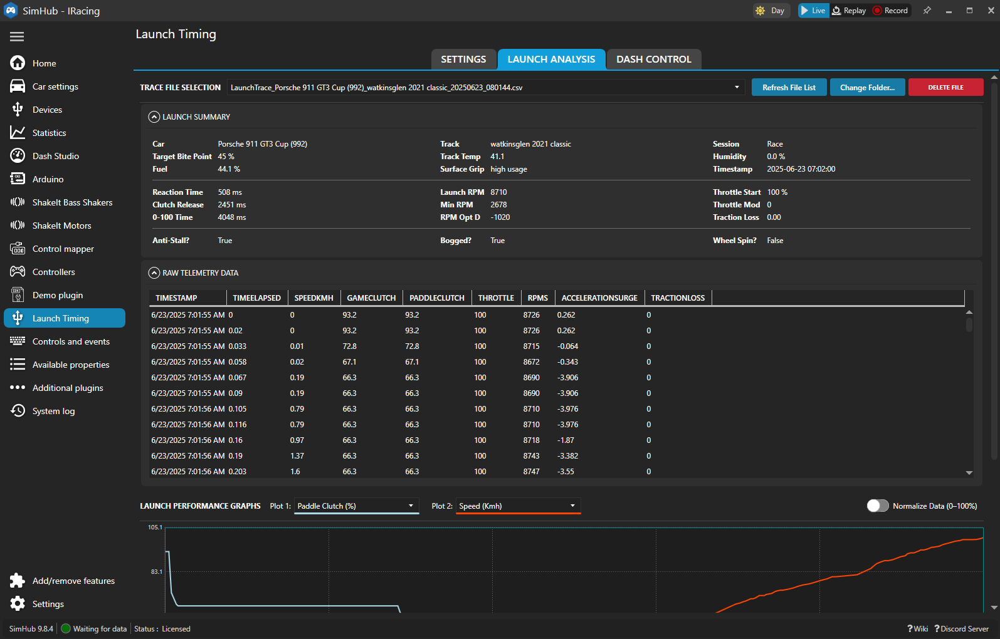 SimHub - IRacing
Day
Live
Replay
Record
Launch Timing
Home
Car settings
Devices
Statistics
Dash Studio
Arduino
ShakeIt Bass Shakers
ShakeIt Motors
Control mapper
Controllers
Demo plugin
Launch Timing
Controls and events
Available properties
Additional plugins
System log
Add/remove features
Settings
SETTINGS LAUNCH ANALYSIS DASH CONTROL
TRACE FILE SELECTION LaunchTrace_Porsche 911 GT3 Cup (992)_watkinsglen 2021 classic_20250623_080144.csv Refresh File List Change Folder... DELETE FILE
LAUNCH SUMMARY
Car Porsche 911 GT3 Cup (992) Track watkinsglen 2021 classic Session Race
Target Bite Point 45 % Track Temp 41.1 Humidity 0.0 %
Fuel 44.1 % Surface Grip high usage Timestamp 2025-06-23 07:02:00
Reaction Time 508 ms Launch RPM 8710 Throttle Start 100 %
Clutch Release 2451 ms Min RPM 2678 Throttle Mod 0
0-100 Time 4048 ms RPM Opt D -1020 Traction Loss 0.00
Anti-Stall? True Bogged? True Wheel Spin? False
RAW TELEMETRY DATA
TIMESTAMP TIMEELAPSED SPEEDKMH GAMECLUTCH PADDLECLUTCH THROTTLE RPMS ACCELERATIONSURGE TRACTIONLOSS
6/23/2025 7:01:55 AM 0 0 93.2 93.2 100 8726 0.262 0
6/23/2025 7:01:55 AM 0.02 0 93.2 93.2 100 8726 0.262 0
6/23/2025 7:01:55 AM 0.033 0.01 72.8 72.8 100 8715 -0.064 0
6/23/2025 7:01:55 AM 0.058 0.02 67.1 67.1 100 8672 -0.343 0
6/23/2025 7:01:55 AM 0.067 0.19 66.3 66.3 100 8690 -3.906 0
6/23/2025 7:01:55 AM 0.09 0.19 66.3 66.3 100 8690 -3.906 0
6/23/2025 7:01:56 AM 0.105 0.79 66.3 66.3 100 8710 -3.976 0
6/23/2025 7:01:56 AM 0.116 0.79 66.3 66.3 100 8710 -3.976 0
6/23/2025 7:01:56 AM 0.16 0.97 66.3 66.3 100 8718 -1.87 0
6/23/2025 7:01:56 AM 0.19 1.37 66.3 66.3 100 8743 -3.382 0
6/23/2025 7:01:56 AM 0.203 1.6 66.3 66.3 100 8747 -3.55 0
LAUNCH PERFORMANCE GRAPHS Plot 1: Paddle Clutch (%) Plot 2: Speed (Kmh) Normalize Data (0–100%)
105.1
83.1
SimHub 9.8.4 Waiting for data Status : Licensed ?Wiki ?Discord Server